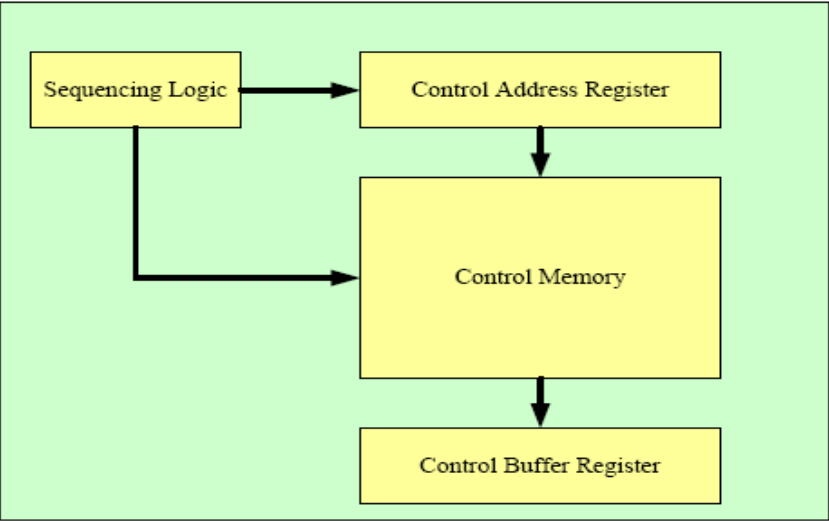 Sequencing Logic
Control Address Register
Control Memory
Control Buffer Register